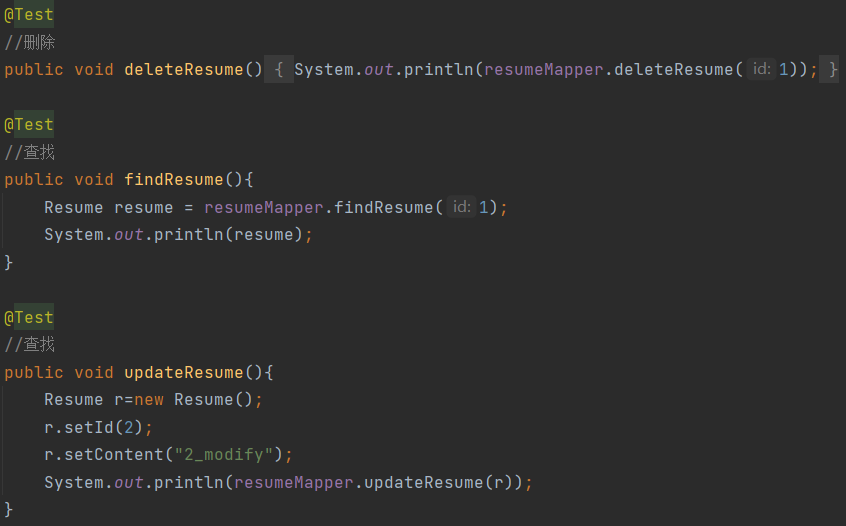 @Test
//删除
public void deleteResume() { System.out.println(resumeMapper.deleteResume( id: 1)); }
@Test
//查找
public void findResume(){
Resume resume = resumeMapper.findResume( id: 1);
System.out.println(resume);
}
@Test
//查找
public void updateResume(){
Resume r=new Resume();
r.setId(2);
r.setContent("2_modify");
System.out.println(resumeMapper.updateResume(r));
}